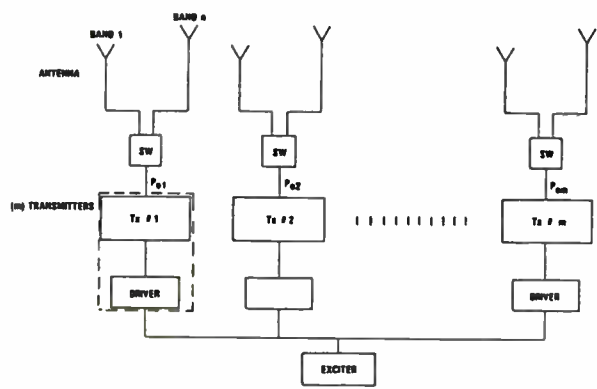 BAND 1
BAND n
ANTENNA
SW
SW
SW
Po1
Po2
Pom
(m) TRANSMITTERS
Tx # 1
Tx # 2
Tx # m
DRIVER
DRIVER
EXCITER